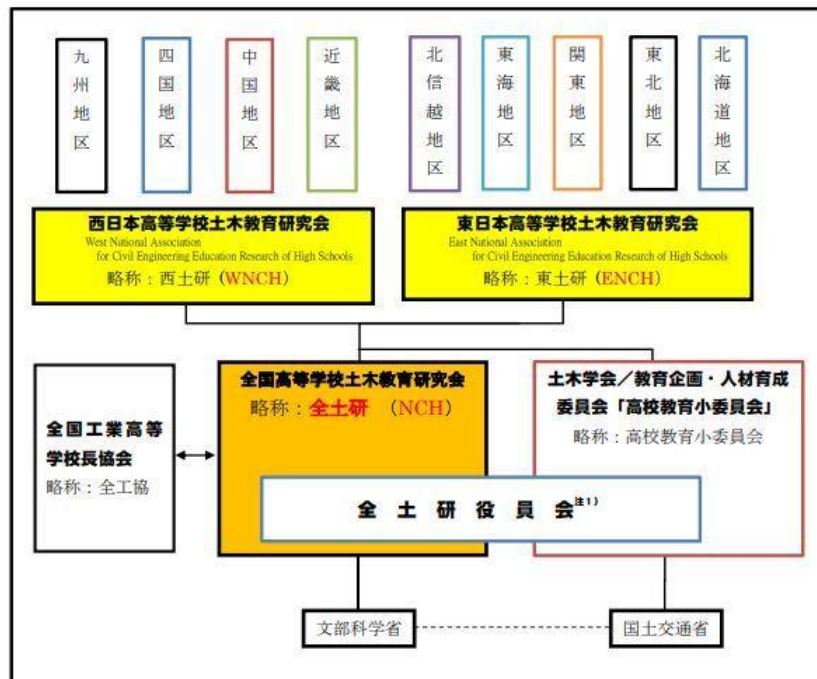 九州地区
四国地区
中国地区
近畿地区
北信越地区
東海地区
関東地区
東北地区
北海道地区
西日本高等学校土木教育研究会
West National Association
for Civil Engineering Education Research of High Schools
略称：西土研（WNCH）
東日本高等学校土木教育研究会
East National Association
for Civil Engineering Education Research of High Schools
略称：東土研（ENCH）
全国工業高等
学校長協会
略称：全工協
全国高等学校土木教育研究会
略称：全土研 （NCH）
土木学会／教育企画・人材育成
委員会「高校教育小委員会」
略称：高校教育小委員会
全土研役員会注1)
文部科学省
国土交通省